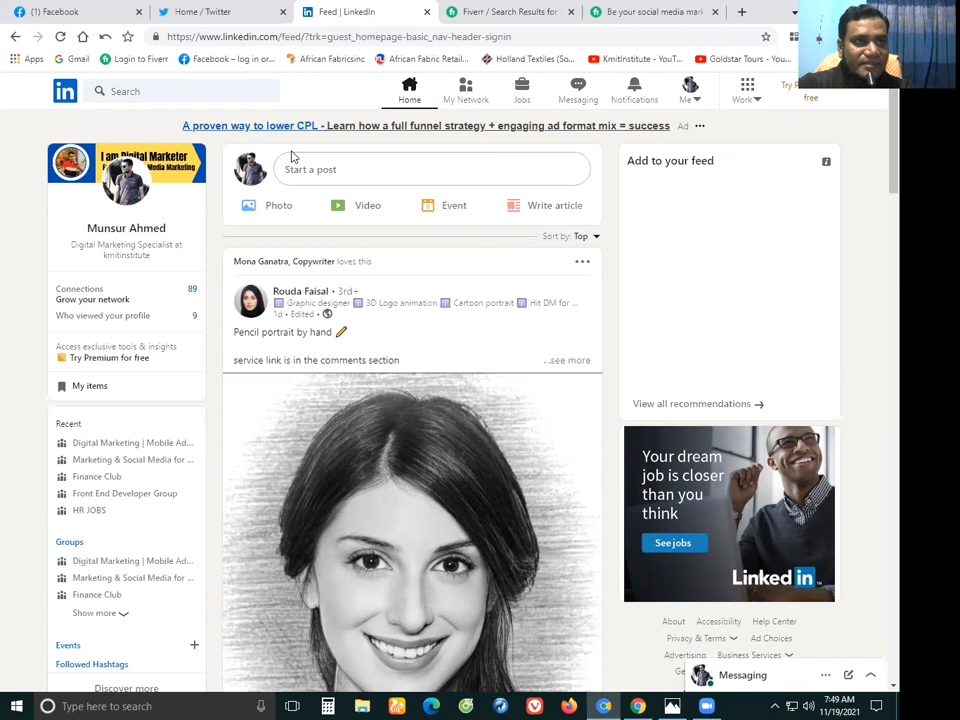 (1) Facebook
Home / Twitter
Feed | LinkedIn
Fiverr / Search Results for
Be your social media mar
https://www.linkedin.com/feed/?trk=guest_homepage-basic_nav-header-signin
Apps
Gmail
Login to Fiverr
Facebook – log in or...
African Fabricsinc
African Fabric Retail...
Holland Textiles (So...
KmitInstitute - YouT...
Goldstar Tours - YouT...
in
Search
Home
My Network
Jobs
Messaging
Notifications
Me
Work
Try P
free
A proven way to lower CPL - Learn how a full funnel strategy + engaging ad format mix = success Ad
I am Digital Marketer
Munsur Ahmed
Digital Marketing Specialist at
kmitinstitute
Connections 89
Grow your network
Who viewed your profile 9
Access exclusive tools & insights
Try Premium for free
My items
Recent
Digital Marketing | Mobile Ad...
Marketing & Social Media for ...
Finance Club
Front End Developer Group
HR JOBS
Groups
Digital Marketing | Mobile Ad...
Marketing & Social Media for ...
Finance Club
Show more
Events
Followed Hashtags
Discover more
Start a post
Photo
Video
Event
Write article
Sort by: Top
Mona Ganatra, Copywriter loves this
Rouda Faisal • 3rd+
Graphic designer 3D Logo animation Cartoon portrait Hit DM for ...
1d • Edited •
Pencil portrait by hand
service link is in the comments section
...see more
Add to your feed
View all recommendations
Your dream
job is closer
than you
think
See jobs
Linked in
About Accessibility Help Center
Privacy & Terms Ad Choices
Advertising Business Services
Ge
Messaging
Type here to search
7:49 AM
11/19/2021